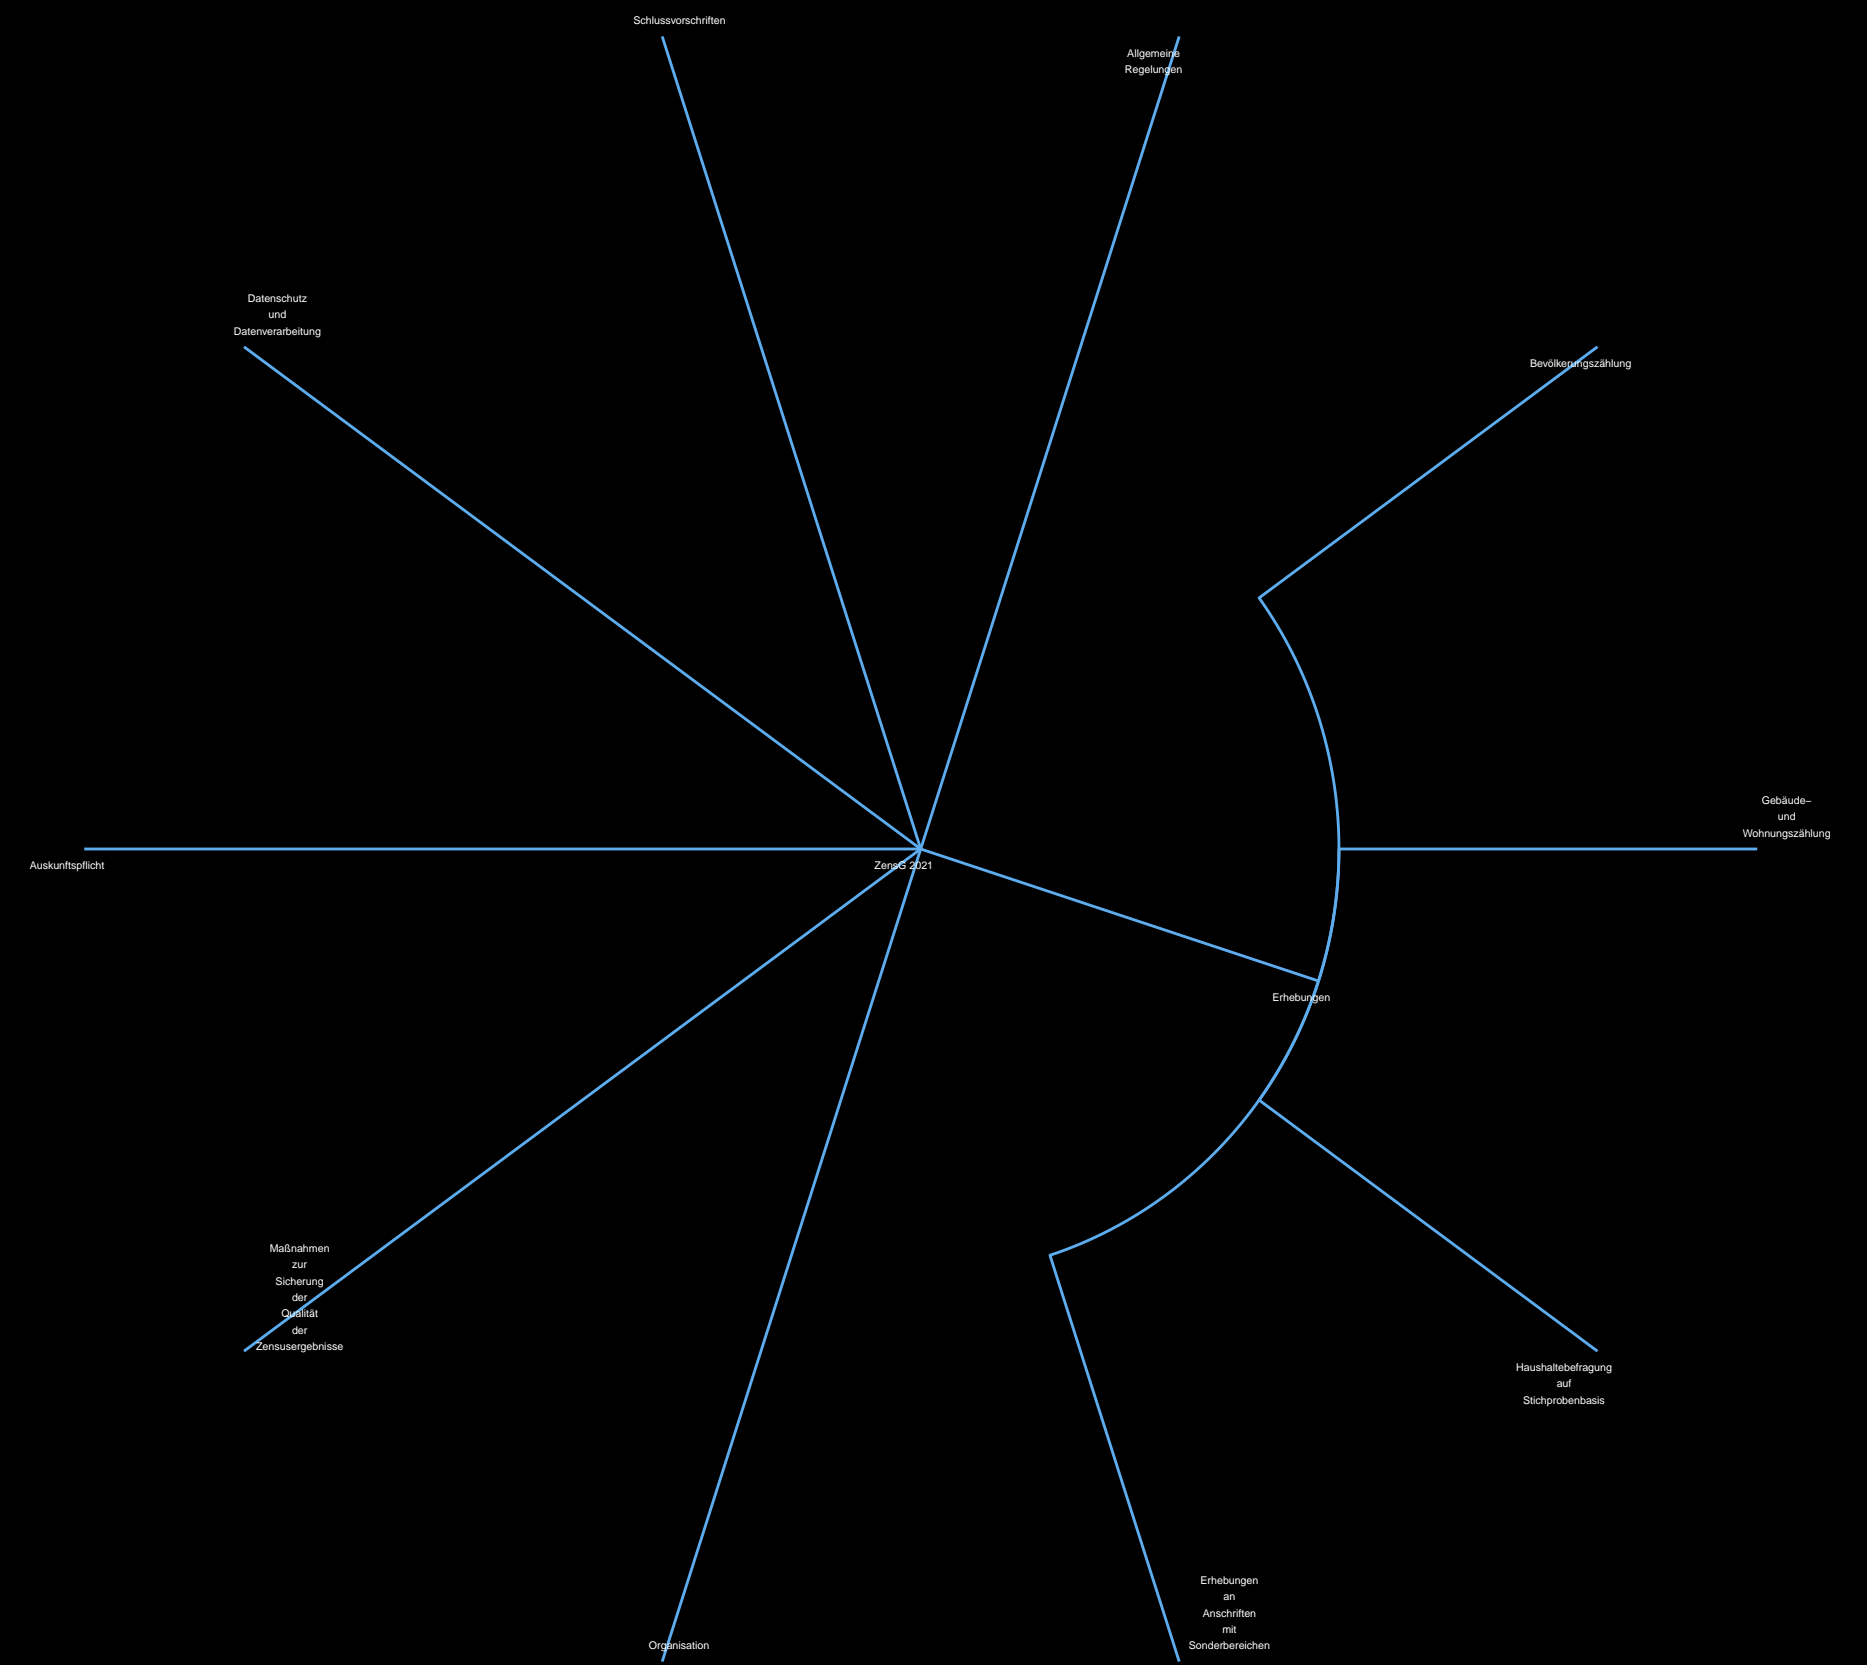 Schlussvorschriften
Allgemeine
Regelungen
Datenschutz
und
Datenverarbeitung
Bevölkerungszählung
Gebäude–
und
Wohnungszählung
Auskunftspflicht
ZensG 2021
Erhebungen
Maßnahmen
zur
Sicherung
der
Qualität
der
Zensusergebnisse
Haushaltebefragung
auf
Stichprobenbasis
Erhebungen
an
Anschriften
mit
Sonderbereichen
Organisation